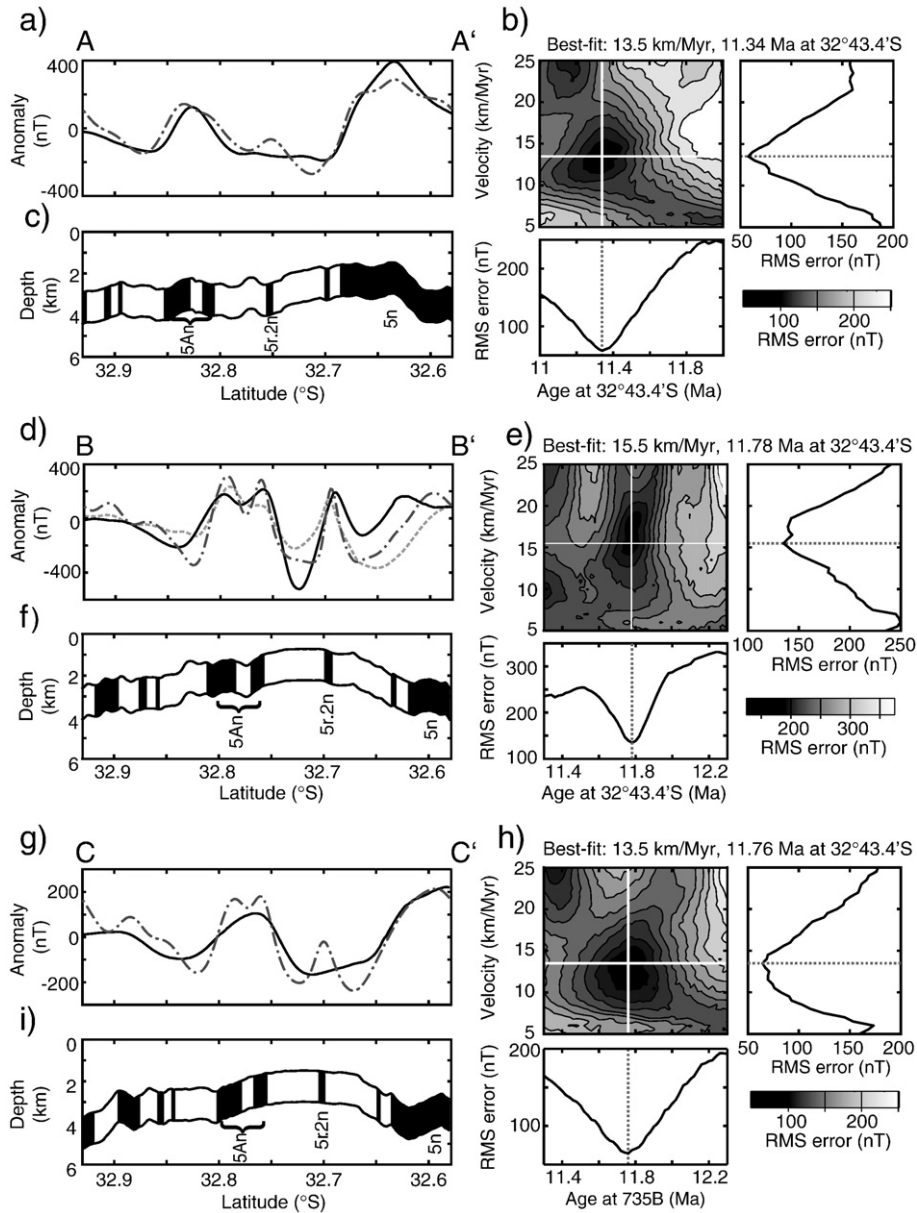 a)
A
A'
400
0
-400
Anomaly
(nT)
b)
Best-fit: 13.5 km/Myr, 11.34 Ma at 32°43.4'S
25
20
15
10
5
Velocity (km/Myr)
50
100
150
200
RMS error (nT)
RMS error (nT)
200
100
11
11.4
11.8
Age at 32°43.4'S (Ma)
100
200
RMS error (nT)
c)
0
2
4
6
Depth
(km)
5An
5r.2n
5n
32.9
32.8
32.7
32.6
Latitude (°S)
d)
B
B'
400
0
-400
Anomaly
(nT)
e)
Best-fit: 15.5 km/Myr, 11.78 Ma at 32°43.4'S
25
20
15
10
5
Velocity (km/Myr)
100
150
200
250
RMS error (nT)
RMS error (nT)
300
200
100
11.4
11.8
12.2
Age at 32°43.4'S (Ma)
200
300
RMS error (nT)
f)
0
2
4
6
Depth
(km)
5An
5r.2n
5n
32.9
32.8
32.7
32.6
Latitude (°S)
g)
C
C'
200
0
-200
Anomaly
(nT)
h)
Best-fit: 13.5 km/Myr, 11.76 Ma at 32°43.4'S
25
20
15
10
5
Velocity (km/Myr)
50
100
150
200
RMS error (nT)
RMS error (nT)
200
100
11.4
11.8
12.2
Age at 735B (Ma)
100
200
RMS error (nT)
i)
0
2
4
6
Depth
(km)
5An
5r.2n
5n
32.9
32.8
32.7
32.6
Latitude (°S)